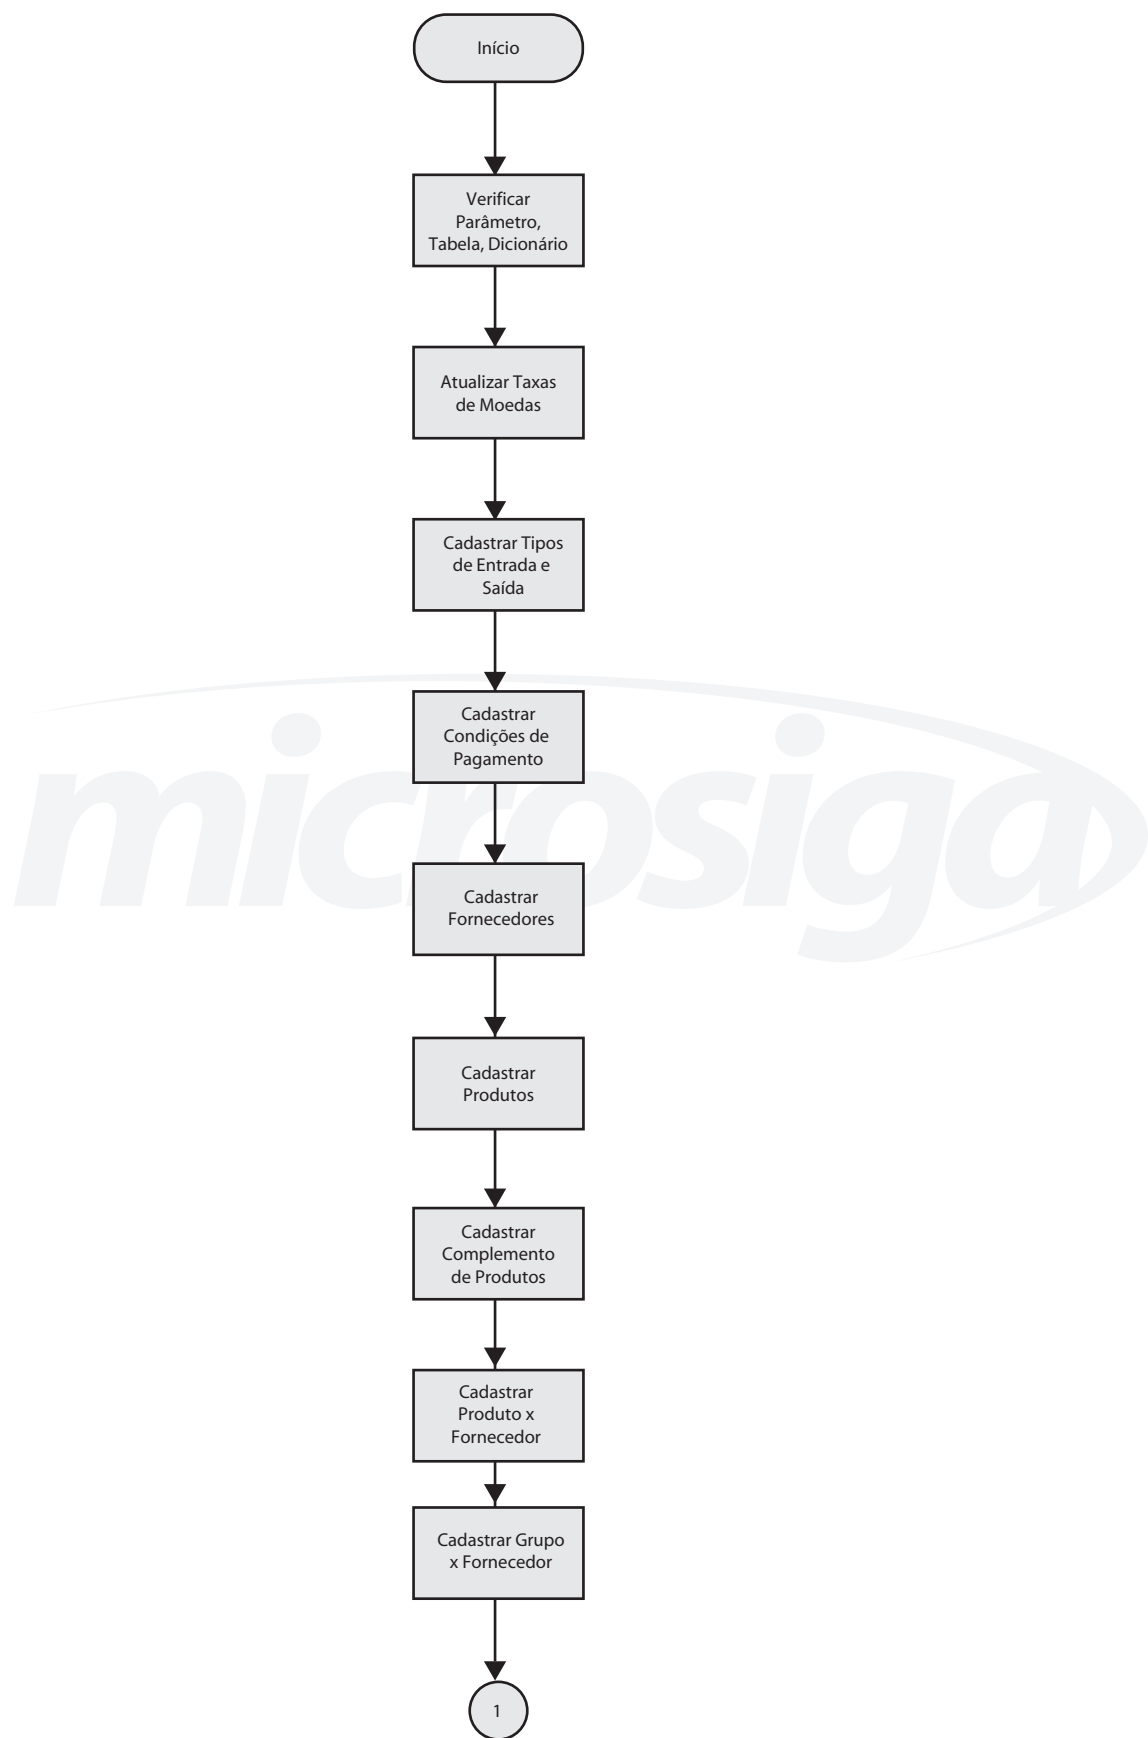 Início
Verificar
Parâmetro,
Tabela, Dicionário
Atualizar Taxas
de Moedas
Cadastrar Tipos
de Entrada e
Saída
Cadastrar
Condições de
Pagamento
microsiga
Cadastrar
Fornecedores
Cadastrar
Produtos
Cadastrar
Complemento
de Produtos
Cadastrar
Produto x
Fornecedor
Cadastrar Grupo
x Fornecedor
1